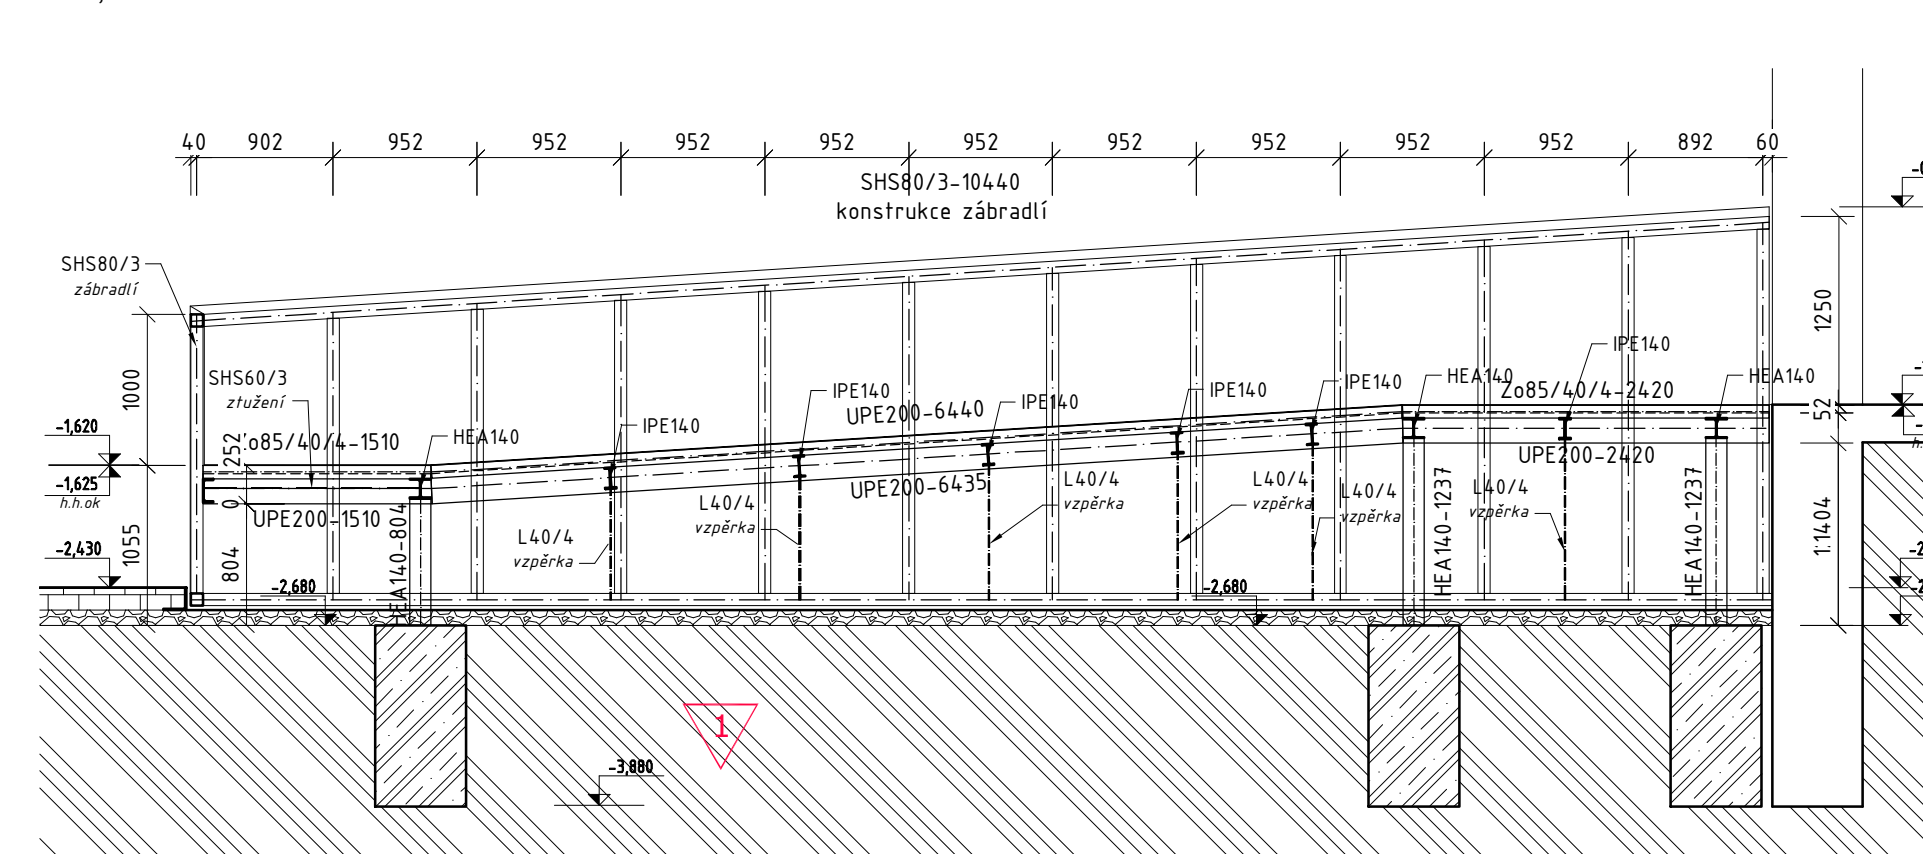 40 902 952 952 952 952 952 952 952 952 952 892 60
SHS80/3-10440
konstrukce zábradlí
SHS80/3
zábradlí
SHS60/3
ztužení
1000
1250
IPE140
HEA140
HEA140
Zo85/40/4-2420
IPE140
IPE140
IPE140
IPE140
UPE200-6440
IPE140
HEA140
52
-1,620
252
o85/40/4-1510
-1,625
h.h.ok
UPE200-6435
UPE200-2420
L40/4
vzpěrka
L40/4
vzpěrka
L40/4
vzpěrka
L40/4
vzpěrka
L40/4
vzpěrka
L40/4
vzpěrka
0
UPE200-1510
1055
804
HEA140-804
HEA140-1237
HEA140-1237
1404
-2,430
-2,680
-2,680
1
-3,880